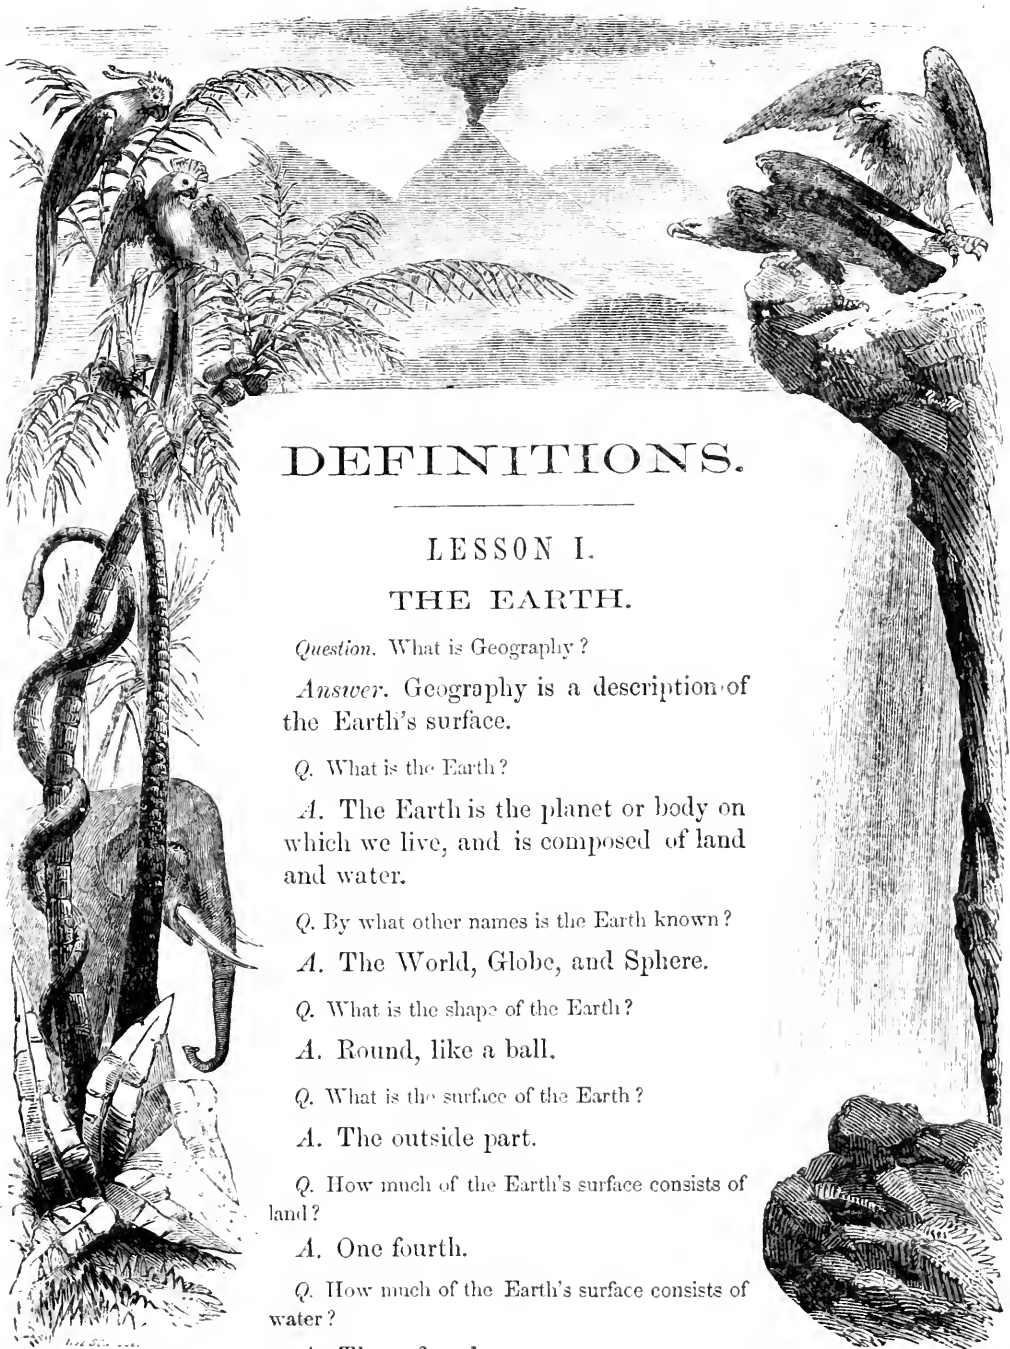 DEFINITIONS.
LESSON I.
THE EARTH.
Question. What is Geography?
Answer. Geography is a description of
the Earth's surface.
Q. What is the Earth?
A. The Earth is the planet or body on
which we live, and is composed of land
and water.
Q. By what other names is the Earth known?
A. The World, Globe, and Sphere.
Q. What is the shape of the Earth?
A. Round, like a ball.
Q. What is the surface of the Earth?
A. The outside part.
Q. How much of the Earth's surface consists of
land?
A. One fourth.
Q. How much of the Earth's surface consists of
water?